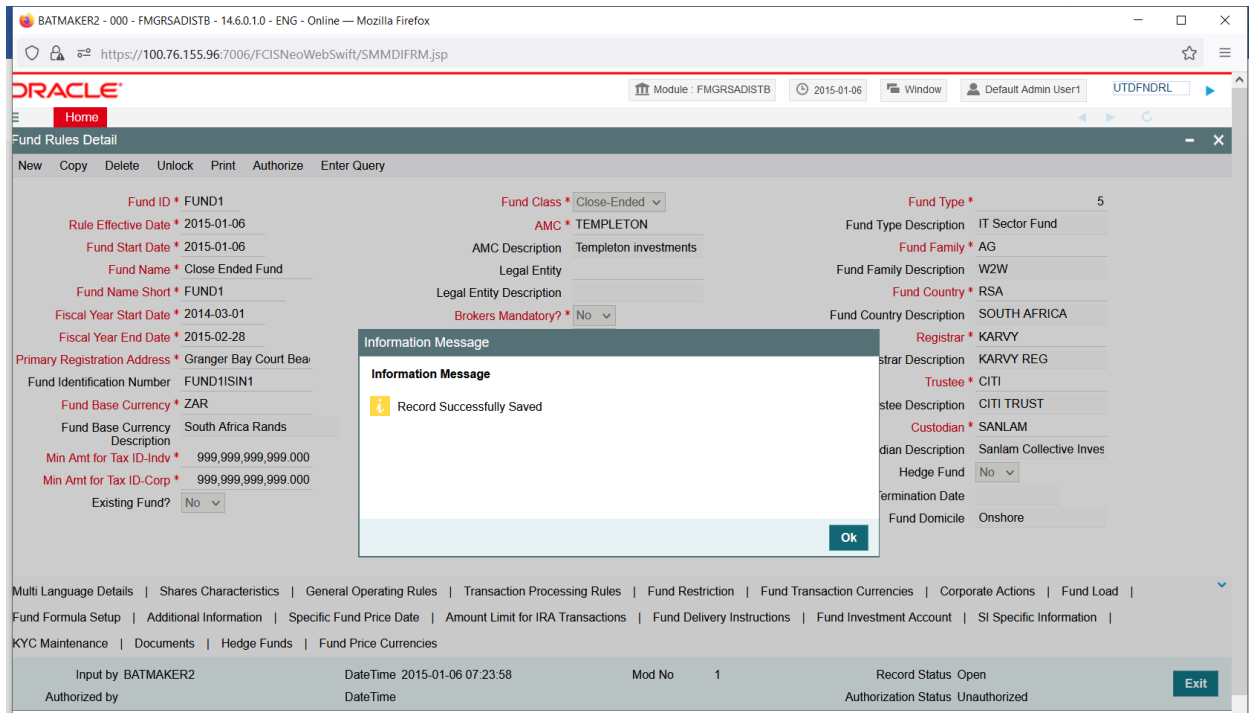 BATMAKER2 - 000 - FMGRSADISTB - 14.6.0.1.0 - ENG - Online — Mozilla Firefox
https://100.76.155.96:7006/FCISNeoWebSwift/SMMDIFRM.jsp
ORACLE Module : FMGRSADISTB 2015-01-06 Window Default Admin User1 UTDFNDRL
Home
Fund Rules Detail
New Copy Delete Unlock Print Authorize Enter Query
Fund ID * FUND1 Fund Class * Close-Ended Fund Type * 5
Rule Effective Date * 2015-01-06 AMC * TEMPLETON Fund Type Description IT Sector Fund
Fund Start Date * 2015-01-06 AMC Description Templeton investments Fund Family * AG
Fund Name * Close Ended Fund Legal Entity Fund Family Description W2W
Fund Name Short * FUND1 Legal Entity Description Fund Country * RSA
Fiscal Year Start Date * 2014-03-01 Brokers Mandatory? * No Fund Country Description SOUTH AFRICA
Fiscal Year End Date * 2015-02-28 Registrar * KARVY
Information Message
Primary Registration Address * Granger Bay Court Bea strar Description KARVY REG
Information Message
Fund Identification Number FUND1ISIN1 Trustee * CITI
Fund Base Currency * ZAR stee Description CITI TRUST
Record Successfully Saved
Fund Base Currency Description South Africa Rands Custodian * SANLAM
Min Amt for Tax ID-Indv * 999,999,999,999.000 dian Description Sanlam Collective Inves
Min Amt for Tax ID-Corp * 999,999,999,999.000 Hedge Fund No
Existing Fund? No Termination Date
Fund Domicile Onshore
Ok
Multi Language Details | Shares Characteristics | General Operating Rules | Transaction Processing Rules | Fund Restriction | Fund Transaction Currencies | Corporate Actions | Fund Load |
Fund Formula Setup | Additional Information | Specific Fund Price Date | Amount Limit for IRA Transactions | Fund Delivery Instructions | Fund Investment Account | SI Specific Information |
KYC Maintenance | Documents | Hedge Funds | Fund Price Currencies
Input by BATMAKER2 DateTime 2015-01-06 07:23:58 Mod No 1 Record Status Open
Exit
Authorized by DateTime Authorization Status Unauthorized